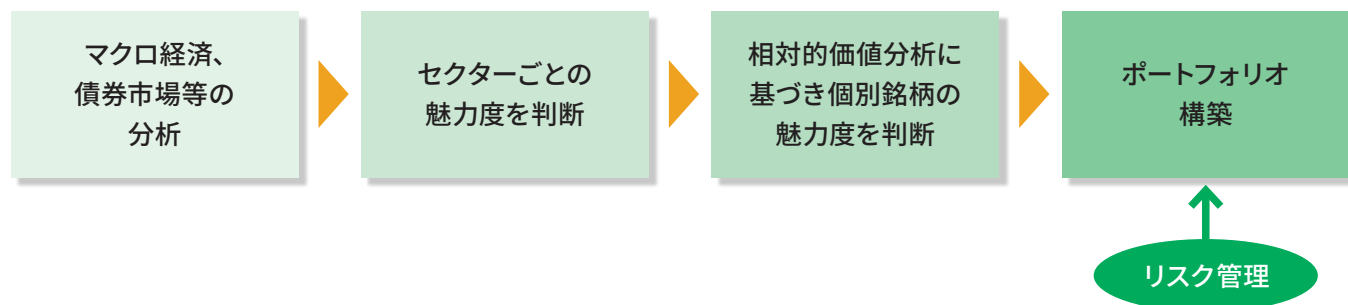 マクロ経済、
債券市場等の
分析
セクターごとの
魅力度を判断
相対的価値分析に
基づき個別銘柄の
魅力度を判断
ポートフォリオ
構築
リスク管理